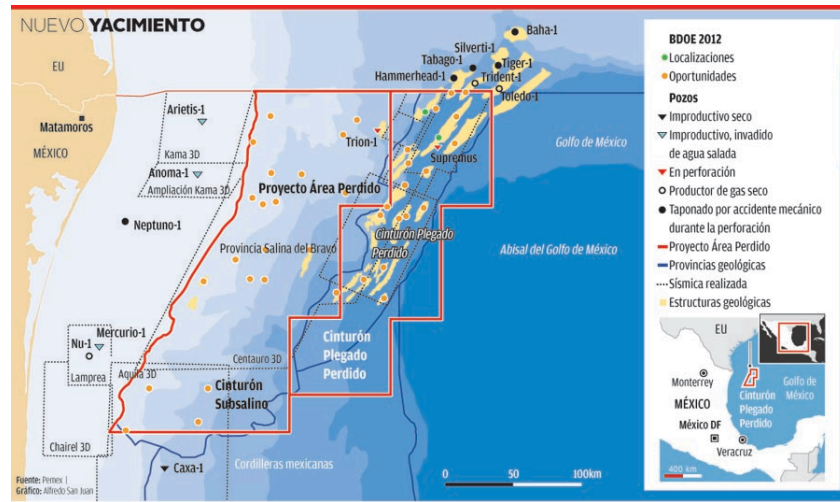 NUEVO YACIMIENTO
EU
Matamoros
MÉXICO
Arietis-1
Kama 3D
Anoma-1
Ampliación Kama 3D
Neptuno-1
Mercurio-1
Nu-1
Lamprea
Aquila 3D
Chairel 3D
Caxa-1
Cordilleras mexicanas
Centauro 3D
Cinturón
Subsalino
Provincia Salina del Bravo
Proyecto Área Perdido
Trion-1
Supremus
Baha-1
Silverti-1
Tabago-1
Tiger-1
Hammerhead-1
Trident-1
Toledo-1
Golfo de México
Abisal del Golfo de México
Cinturón Plegado
Perdido
Cinturón
Plegado
Perdido
0 50 100km
Fuente: Pemex |
Gráfico: Alfredo San Juan
BDOE 2012
Localizaciones
Oportunidades
Pozos
Improductivo seco
Improductivo, invadido
de agua salada
En perforación
Productor de gas seco
Taponado por accidente mecánico
durante la perforación
Proyecto Área Perdido
Provincias geológicas
Sísmica realizada
Estructuras geológicas
EU
Monterrey
Golfo de
México
MÉXICO
Cinturón
Plegado
Perdido
México DF
Veracruz
400 km